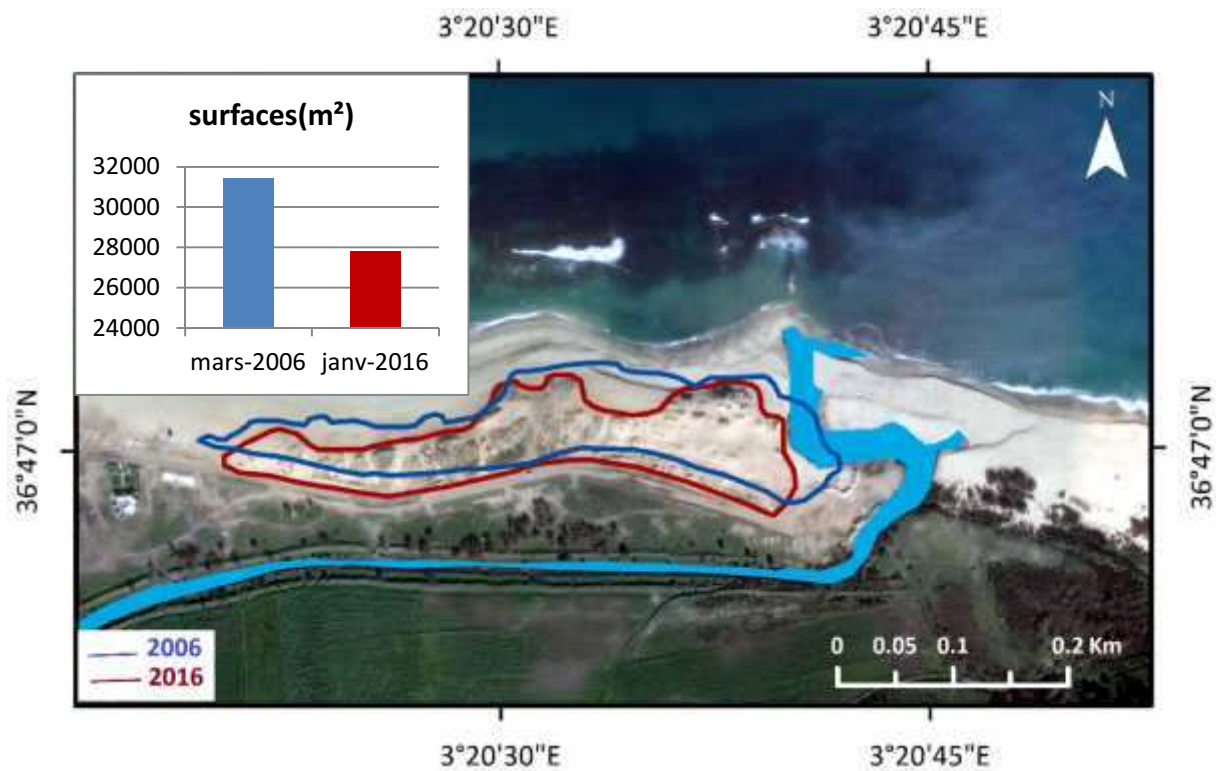 3°20'30"E 3°20'45"E
surfaces(m²)
32000
30000
28000
26000
24000
mars-2006 janv-2016
N
36°47'0"N 36°47'0"N
2006
2016
0 0.05 0.1 0.2 Km
3°20'30"E 3°20'45"E